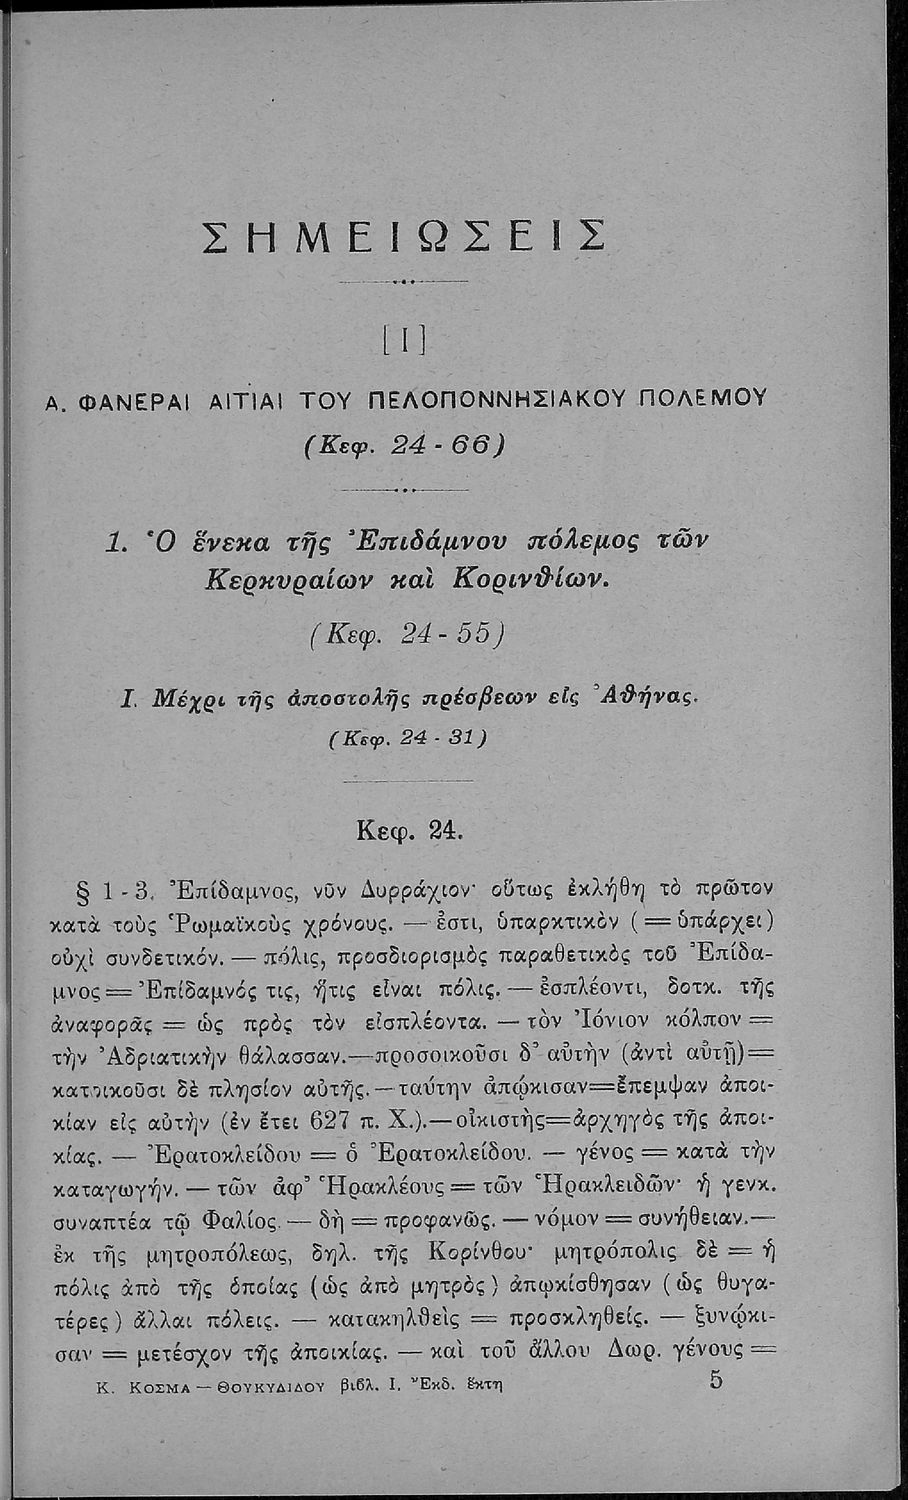 ΣΗΜΕΙΩΣΕΙΣ
[I]
Α. ΦΑΝΕΡΑΙ ΑΙΤΙΑΙ ΤΟΥ ΠΕΛΟΠΟΝΝΗΣΙΑΚΟΥ ΠΟΛΕΜΟΥ
(Κεφ. 24 - 66)
1. Ὁ ἕνεκα τῆς Ἐπιδάμνου πόλεμος τῶν
Κερκυραίων καὶ Κορινθίων.
(Κεφ. 24 - 55)
I. Μέχρι τῆς ἀποστολῆς πρέσβεων εἰς Ἀθήνας.
(Κεφ. 24 - 31)
Κεφ. 24.
§ 1 - 3. Ἐπίδαμνος, νῦν Δυρράχιον· οὕτως ἐκλήθη τὸ πρῶτον
κατὰ τοὺς Ῥωμαϊκοὺς χρόνους. — ἔστι, ὑπαρκτικὸν (= ὑπάρχει)
οὐχὶ συνδετικόν. — πόλις, προσδιορισμὸς παραθετικὸς τοῦ Ἐπίδα-
μνος = Ἐπίδαμνός τις, ἥτις εἶναι πόλις. — ἐσπλέοντι, δοτκ. τῆς
ἀναφορᾶς = ὡς πρὸς τὸν εἰσπλέοντα. — τὸν Ἰόνιον κόλπον =
τὴν Ἀδριατικὴν θάλασσαν.—προσοικοῦσι δ' αὐτὴν (ἀντὶ αὐτῇ)=
κατοικοῦσι δὲ πλησίον αὐτῆς.—ταύτην ἀπῴκισαν=ἔπεμψαν ἀποι-
κίαν εἰς αὐτὴν (ἐν ἔτει 627 π. Χ.).—οἰκιστὴς=ἀρχηγὸς τῆς ἀποι-
κίας. — Ἐρατοκλείδου = ὁ Ἐρατοκλείδου. — γένος = κατὰ τὴν
καταγωγήν. — τῶν ἀφ' Ἡρακλέους = τῶν Ἡρακλειδῶν· ἡ γενκ.
συναπτέα τῷ Φαλίος. — δὴ = προφανῶς. — νόμον = συνήθειαν.—
ἐκ τῆς μητροπόλεως, δηλ. τῆς Κορίνθου· μητρόπολις δὲ = ἡ
πόλις ἀπὸ τῆς ὁποίας (ὡς ἀπὸ μητρὸς) ἀπῳκίσθησαν (ὡς θυγα-
τέρες) ἄλλαι πόλεις. — κατακηλθεὶς = προσκληθείς. — ξυνῴκι-
σαν = μετέσχον τῆς ἀποικίας. — καὶ τοῦ ἄλλου Δωρ. γένους =
Κ. ΚΟΣΜΑ — ΘΟΥΚΥΔΙΔΟΥ βιβλ. Ι. Ἔκδ. ἕκτη 5